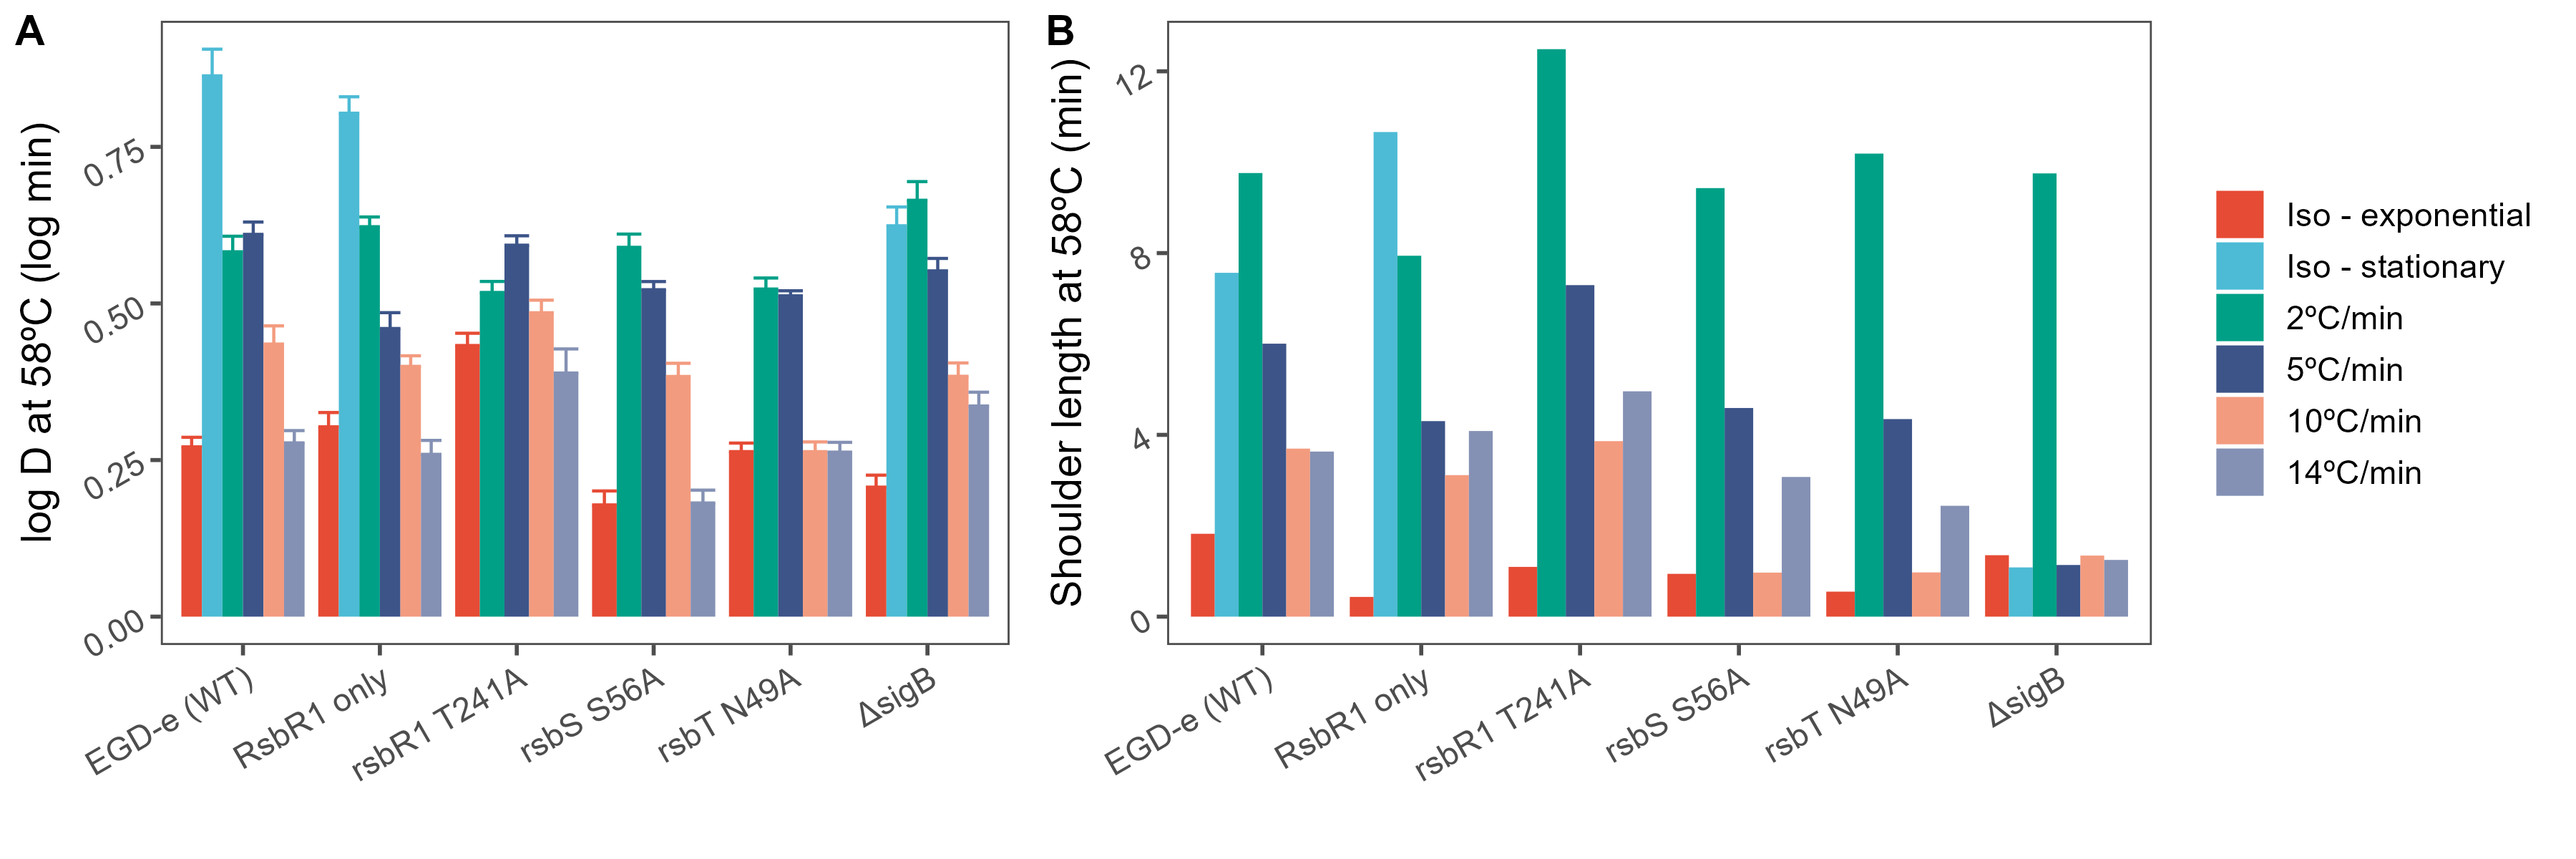 A
log D at 58ºC (log min)
0.75
0.50
0.25
0.00
EGD-e (WT)
RsbR1 only
rsbR1 T241A
rsbS S56A
rsbT N49A
ΔsigB
B
Shoulder length at 58ºC (min)
12
8
4
0
EGD-e (WT)
RsbR1 only
rsbR1 T241A
rsbS S56A
rsbT N49A
ΔsigB
Iso - exponential
Iso - stationary
2ºC/min
5ºC/min
10ºC/min
14ºC/min